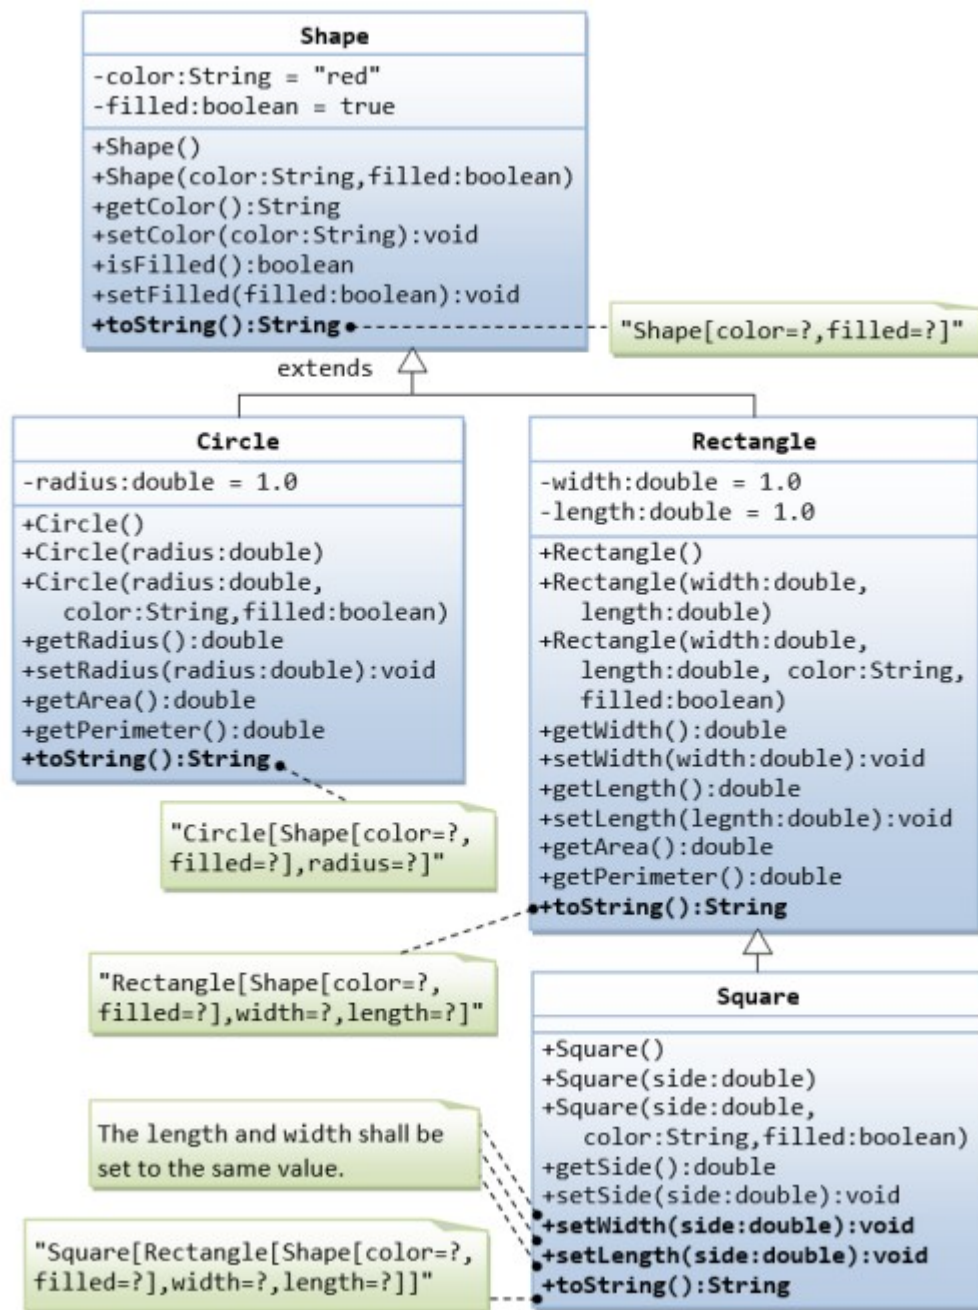 Shape
-color:String = "red"
-filled:boolean = true
+Shape()
+Shape(color:String,filled:boolean)
+getColor():String
+setColor(color:String):void
+isFilled():boolean
+setFilled(filled:boolean):void
+toString():String
"Shape[color=?,filled=?]"
extends
Circle
-radius:double = 1.0
+Circle()
+Circle(radius:double)
+Circle(radius:double,
color:String,filled:boolean)
+getRadius():double
+setRadius(radius:double):void
+getArea():double
+getPerimeter():double
+toString():String
"Circle[Shape[color=?,
filled=?],radius=?]"
Rectangle
-width:double = 1.0
-length:double = 1.0
+Rectangle()
+Rectangle(width:double,
length:double)
+Rectangle(width:double,
length:double, color:String,
filled:boolean)
+getWidth():double
+setWidth(width:double):void
+getLength():double
+setLength(legnth:double):void
+getArea():double
+getPerimeter():double
+toString():String
"Rectangle[Shape[color=?,
filled=?],width=?,length=?]"
Square
+Square()
+Square(side:double)
+Square(side:double,
color:String,filled:boolean)
+getSide():double
+setSide(side:double):void
+setWidth(side:double):void
+setLength(side:double):void
+toString():String
The length and width shall be
set to the same value.
"Square[Rectangle[Shape[color=?,
filled=?],width=?,length=?]]"